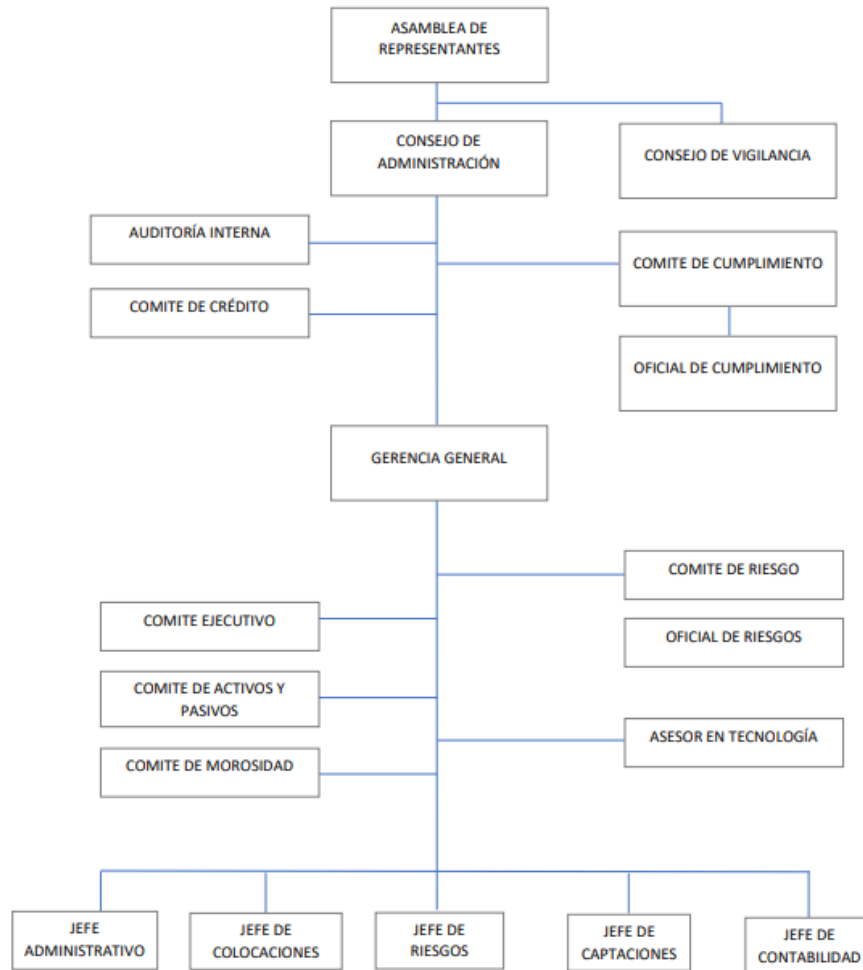 ASAMBLEA DE
REPRESENTANTES
CONSEJO DE
ADMINISTRACIÓN
CONSEJO DE VIGILANCIA
AUDITORÍA INTERNA
COMITE DE CUMPLIMIENTO
COMITE DE CRÉDITO
OFICIAL DE CUMPLIMIENTO
GERENCIA GENERAL
COMITE DE RIESGO
COMITE EJECUTIVO
OFICIAL DE RIESGOS
COMITE DE ACTIVOS Y
PASIVOS
ASESOR EN TECNOLOGÍA
COMITE DE MOROSIDAD
JEFE
ADMINISTRATIVO
JEFE DE
COLOCACIONES
JEFE DE
RIESGOS
JEFE DE
CAPTACIONES
JEFE DE
CONTABILIDAD